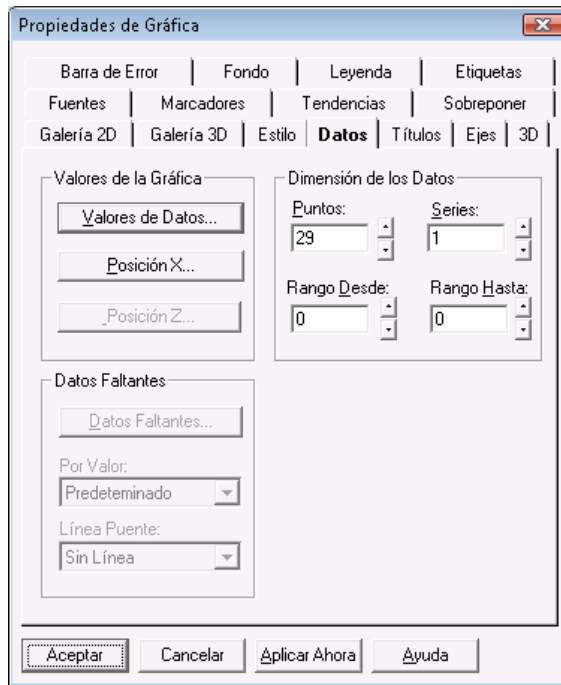 Propiedades de Gráfica
Barra de Error Fondo Leyenda Etiquetas
Fuentes Marcadores Tendencias Sobreponer
Galería 2D Galería 3D Estilo Datos Títulos Ejes 3D
Valores de la Gráfica
Valores de Datos...
Posición X...
Posición Z...
Dimensión de los Datos
Puntos: Series:
29 1
Rango Desde: Rango Hasta:
0 0
Datos Faltantes
Datos Faltantes...
Por Valor:
Predeteminado
Línea Puente:
Sin Línea
Aceptar Cancelar Aplicar Ahora Ayuda